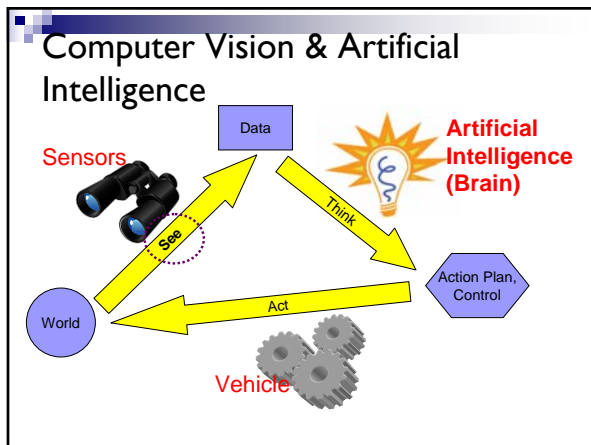 Computer Vision & Artificial
Intelligence
Data
Sensors
Artificial
Intelligence
(Brain)
See
Think
Action Plan,
Control
Act
World
Vehicle